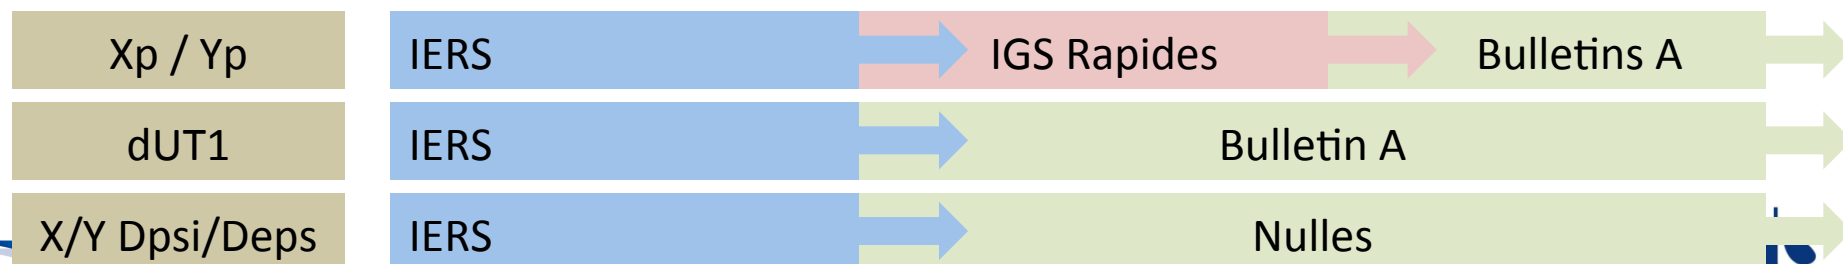 Xp / Yp IERS IGS Rapides Bulletins A
dUT1 IERS Bulletin A
X/Y Dpsi/Deps IERS Nulles